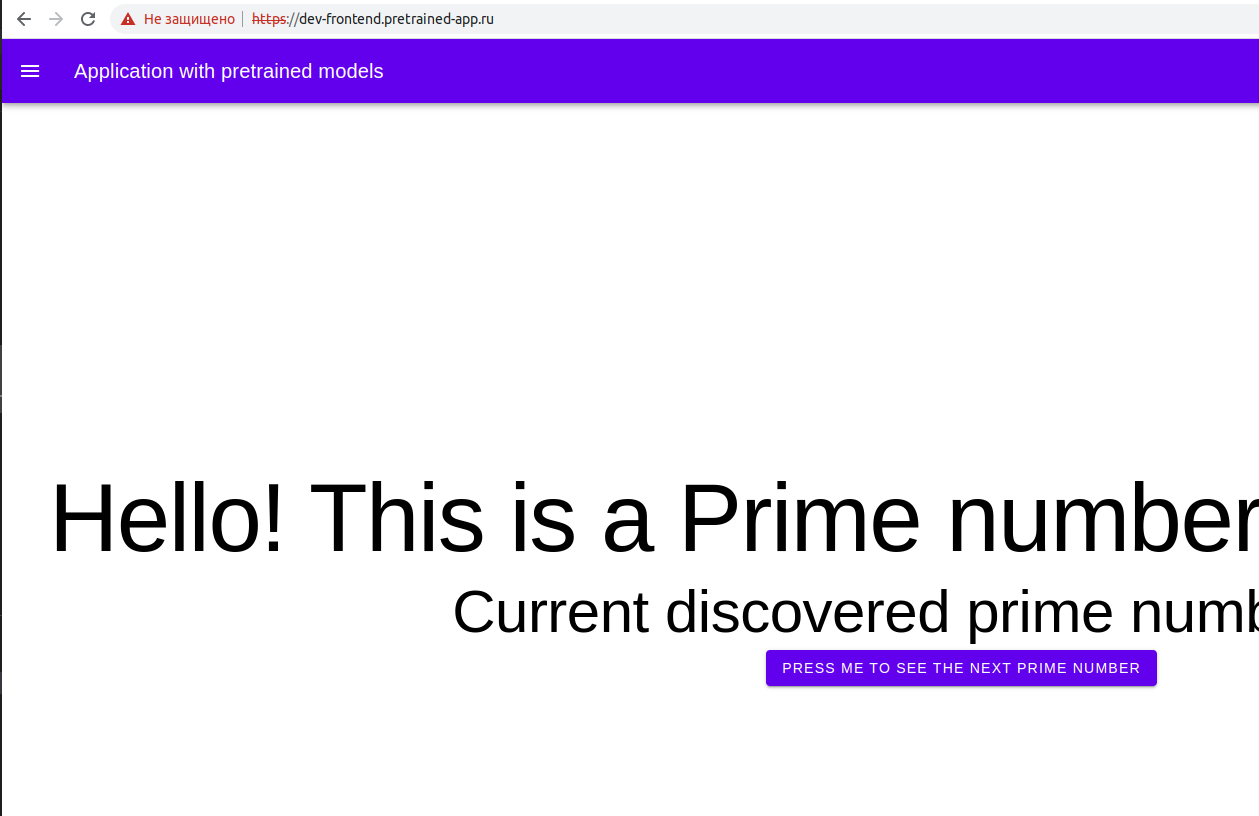 Не защищено | https://dev-frontend.pretrained-app.ru
Application with pretrained models
Hello! This is a Prime number
Current discovered prime numb
PRESS ME TO SEE THE NEXT PRIME NUMBER